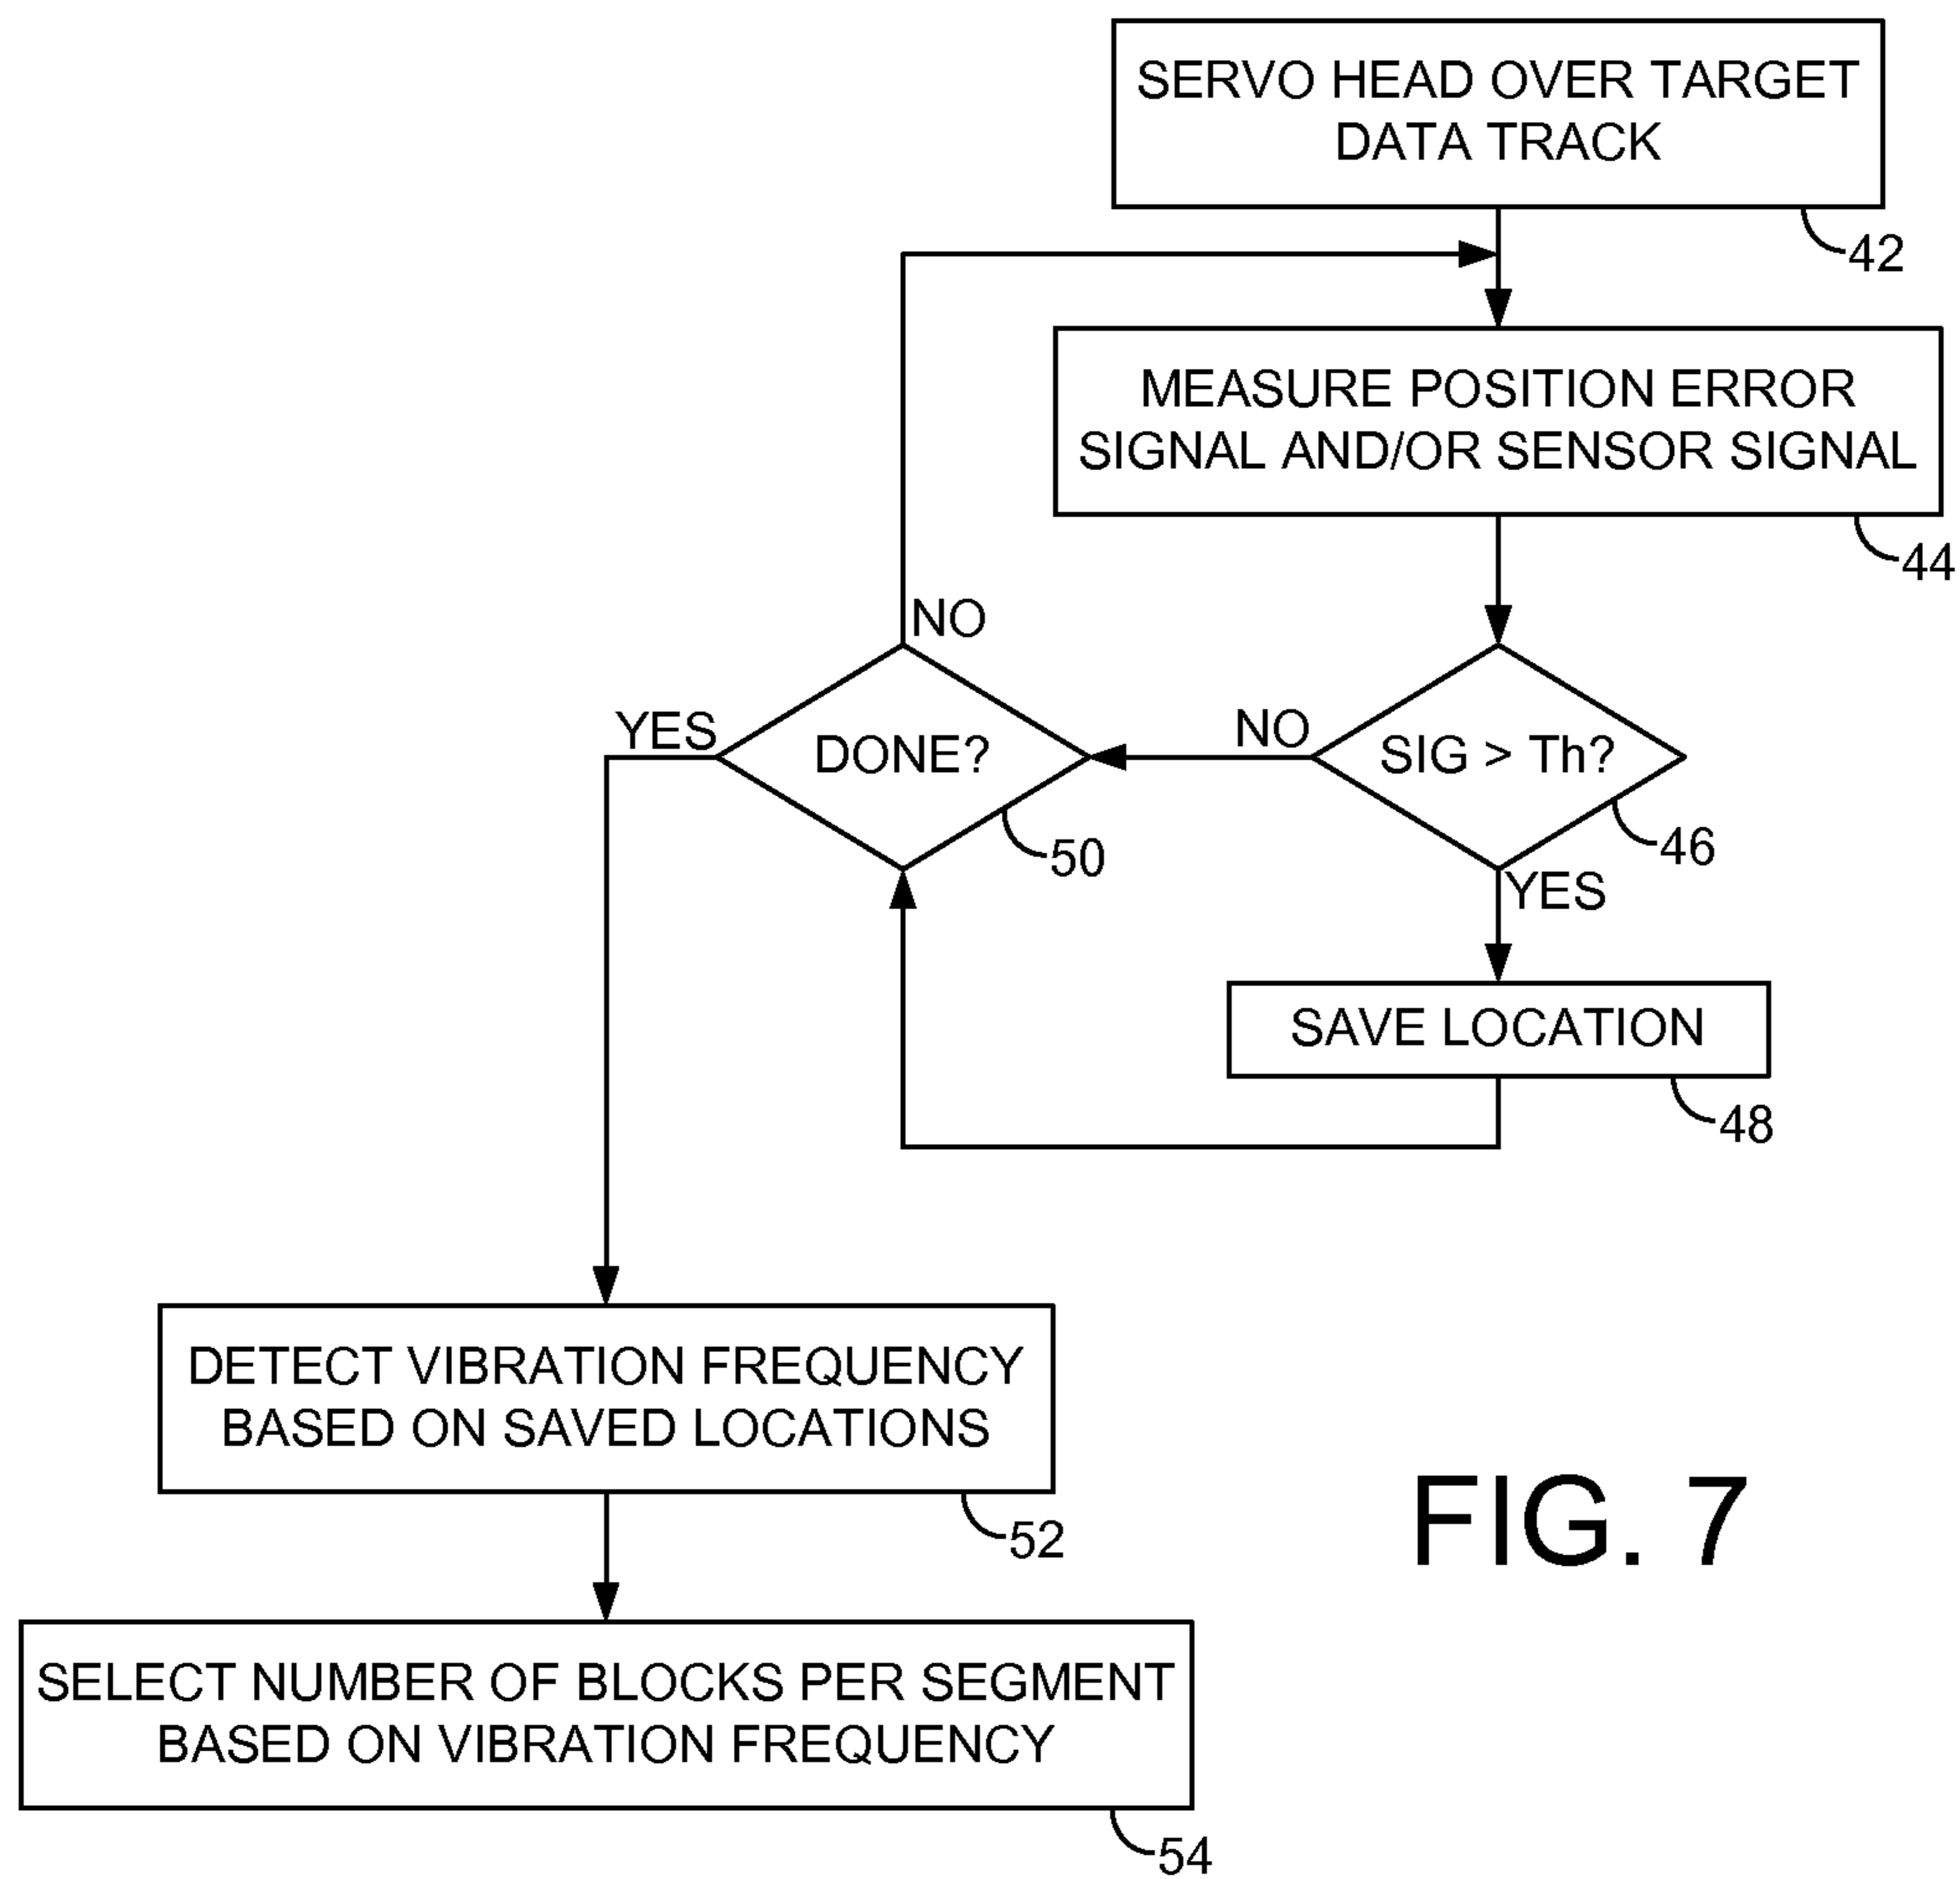 SERVO HEAD OVER TARGET
DATA TRACK
42
MEASURE POSITION ERROR
SIGNAL AND/OR SENSOR SIGNAL
44
NO
YES
DONE?
50
NO
SIG > Th?
46
YES
SAVE LOCATION
48
DETECT VIBRATION FREQUENCY
BASED ON SAVED LOCATIONS
52
SELECT NUMBER OF BLOCKS PER SEGMENT
BASED ON VIBRATION FREQUENCY
54
FIG. 7